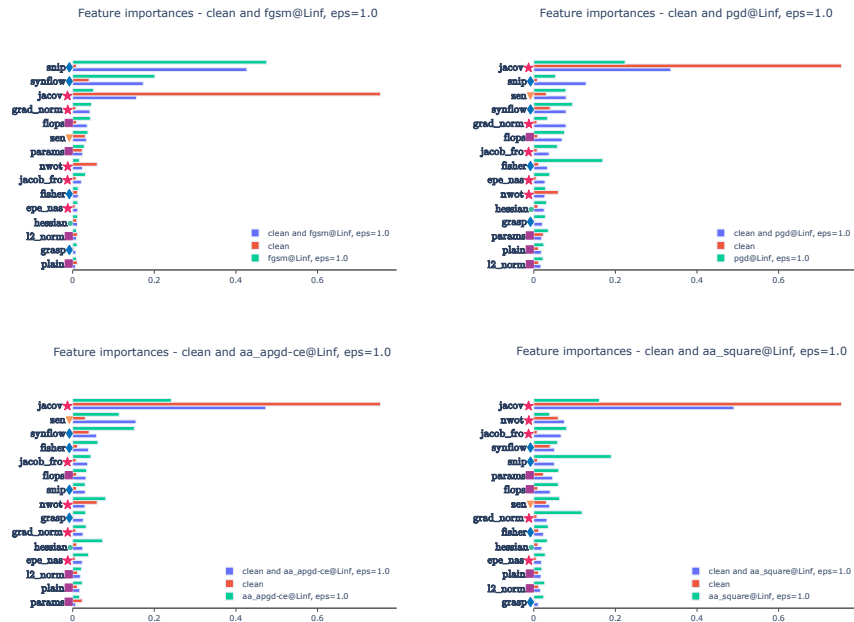 Feature importances - clean and fgsm@Linf, eps=1.0
snip
synflow
jacov
grad_norm
flops
zen
params
nwot
jacob_fro
fisher
epe_nas
hessian
l2_norm
grasp
plain
clean and fgsm@Linf, eps=1.0
clean
fgsm@Linf, eps=1.0
0 0.2 0.4 0.6
Feature importances - clean and pgd@Linf, eps=1.0
jacov
snip
zen
synflow
grad_norm
flops
jacob_fro
fisher
epe_nas
nwot
hessian
grasp
params
plain
l2_norm
clean and pgd@Linf, eps=1.0
clean
pgd@Linf, eps=1.0
0 0.2 0.4 0.6
Feature importances - clean and aa_apgd-ce@Linf, eps=1.0
jacov
zen
synflow
fisher
jacob_fro
flops
snip
nwot
grasp
grad_norm
hessian
epe_nas
l2_norm
plain
params
clean and aa_apgd-ce@Linf, eps=1.0
clean
aa_apgd-ce@Linf, eps=1.0
0 0.2 0.4 0.6
Feature importances - clean and aa_square@Linf, eps=1.0
jacov
nwot
jacob_fro
synflow
snip
params
flops
zen
grad_norm
fisher
hessian
epe_nas
plain
l2_norm
grasp
clean and aa_square@Linf, eps=1.0
clean
aa_square@Linf, eps=1.0
0 0.2 0.4 0.6